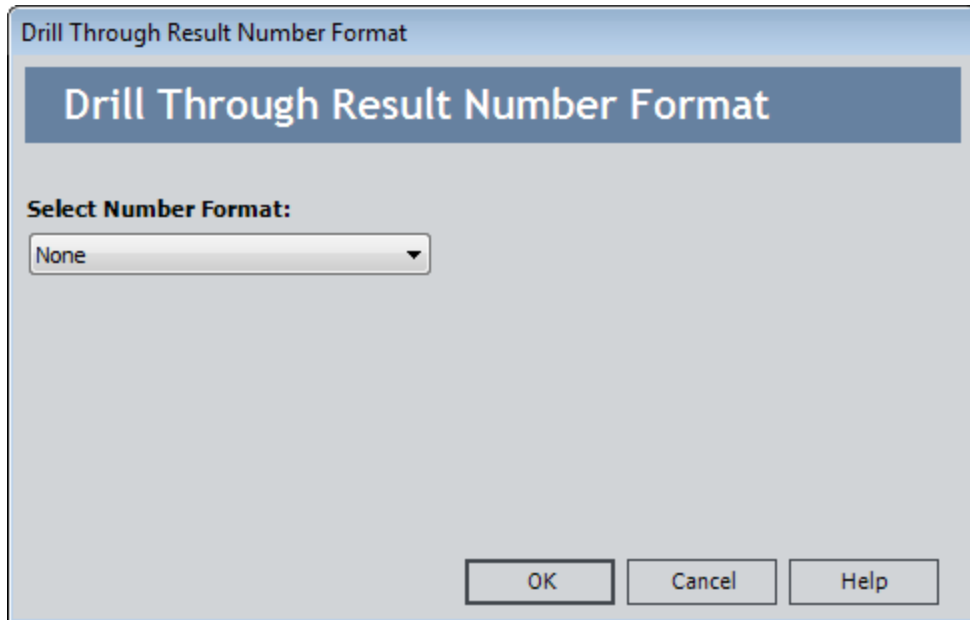 Drill Through Result Number Format
Drill Through Result Number Format
Select Number Format:
None
OK Cancel Help